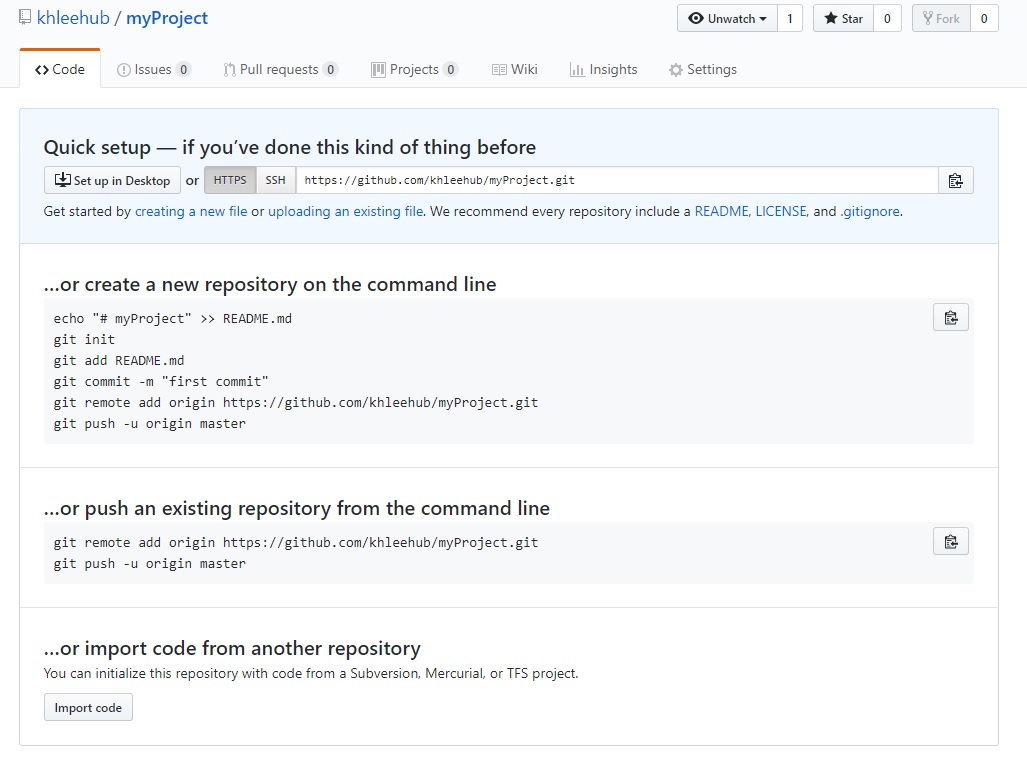 khleehub / myProject
Unwatch 1 Star 0 Fork 0
<> Code Issues 0 Pull requests 0 Projects 0 Wiki Insights Settings
Quick setup — if you’ve done this kind of thing before
Set up in Desktop or HTTPS SSH https://github.com/khleehub/myProject.git
Get started by creating a new file or uploading an existing file. We recommend every repository include a README, LICENSE, and .gitignore.
…or create a new repository on the command line
echo "# myProject" >> README.md
git init
git add README.md
git commit -m "first commit"
git remote add origin https://github.com/khleehub/myProject.git
git push -u origin master
…or push an existing repository from the command line
git remote add origin https://github.com/khleehub/myProject.git
git push -u origin master
…or import code from another repository
You can initialize this repository with code from a Subversion, Mercurial, or TFS project.
Import code